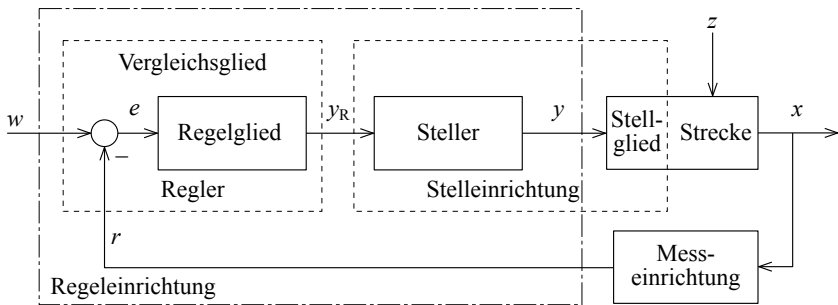 z
Vergleichsglied
w
e
Regelglied
y_R
Steller
y
Stell-
glied
Strecke
x
−
Regler
Stelleinrichtung
r
Mess-
einrichtung
Regeleinrichtung